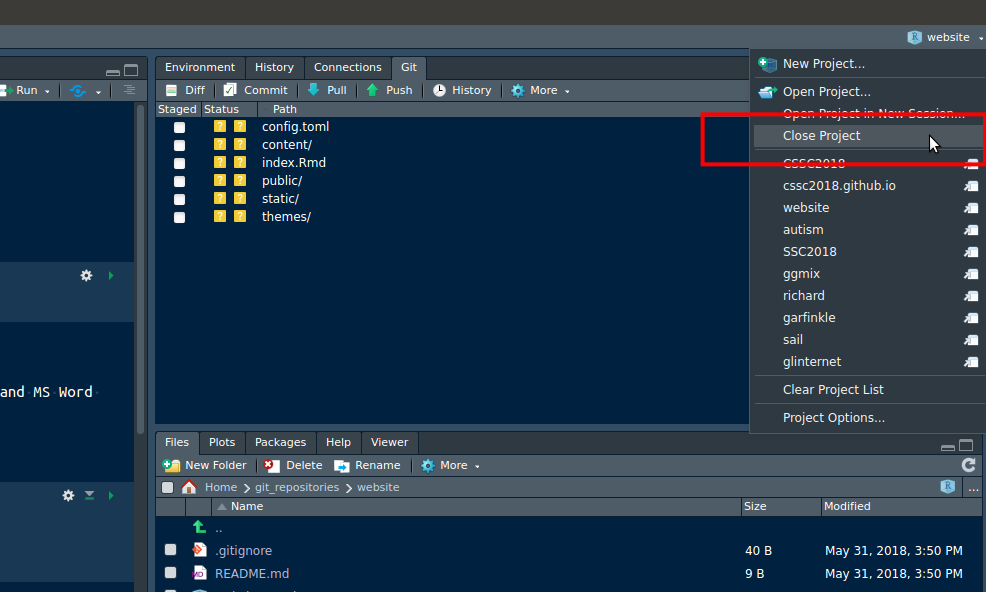 website
Run
Environment History Connections Git
Diff Commit Pull Push History More
Staged Status Path
config.toml
content/
index.Rmd
public/
static/
themes/
New Project...
Open Project...
Open Project in New Session...
Close Project
CSSC2018
cssc2018.github.io
website
autism
SSC2018
ggmix
richard
garfinkle
sail
glinternet
Clear Project List
Project Options...
and MS Word
Files Plots Packages Help Viewer
New Folder Delete Rename More
Home git_repositories website ...
Name Size Modified
..
.gitignore 40 B May 31, 2018, 3:50 PM
README.md 9 B May 31, 2018, 3:50 PM